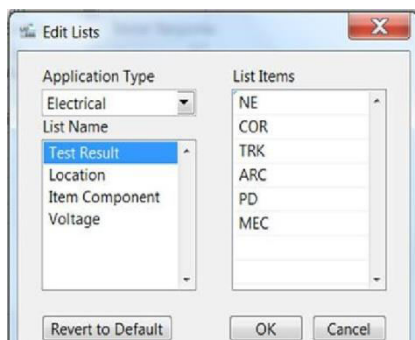 Edit Lists
Application Type
Electrical
List Name
Test Result
Location
Item Component
Voltage
List Items
NE
COR
TRK
ARC
PD
MEC
Revert to Default
OK
Cancel